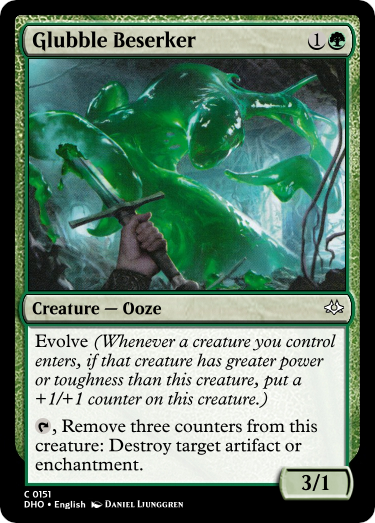 Glubble Beserker 1
Creature — Ooze
Evolve (Whenever a creature you control
enters, if that creature has greater power
or toughness than this creature, put a
+1/+1 counter on this creature.)
, Remove three counters from this
creature: Destroy target artifact or
enchantment.
3/1
C 0151
DHO • English Daniel Ljunggren